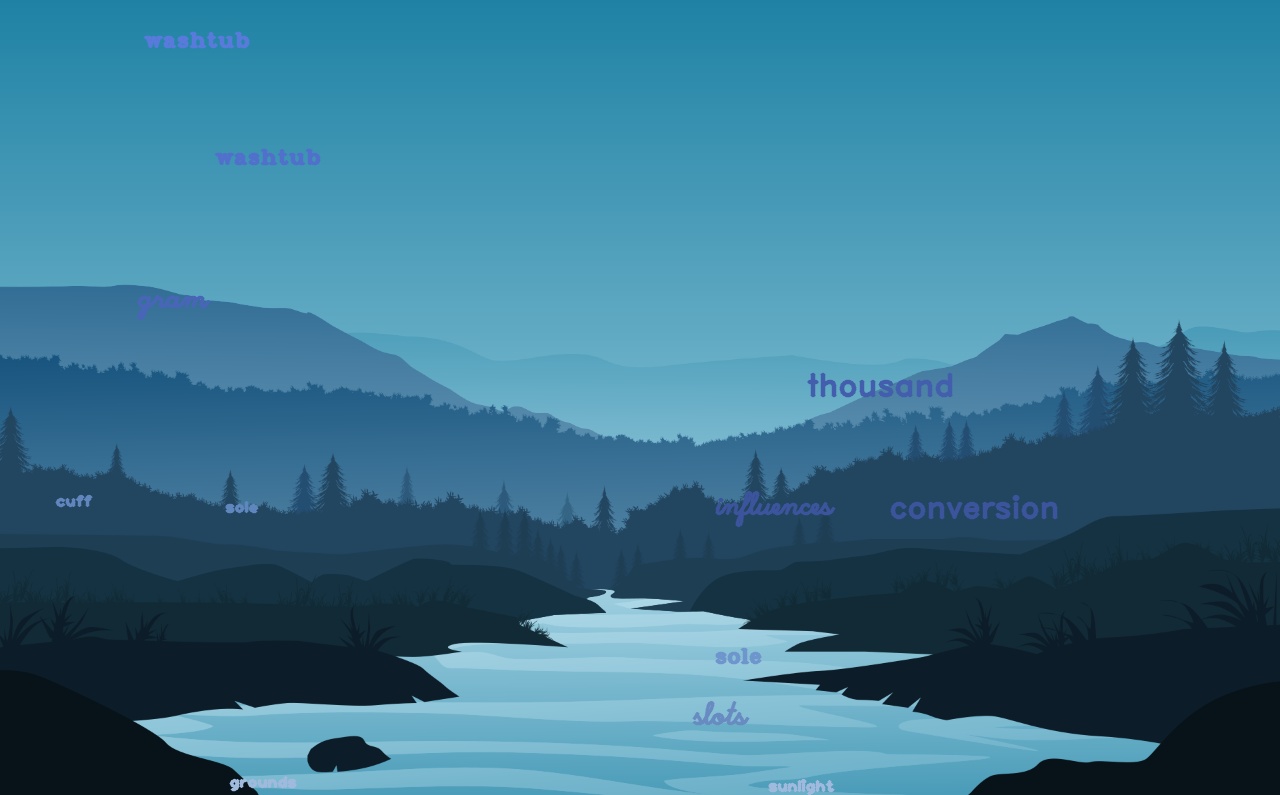 washtub
washtub
gram
thousand
cuff
sole
influences
conversion
sole
slots
grounds
sunlight